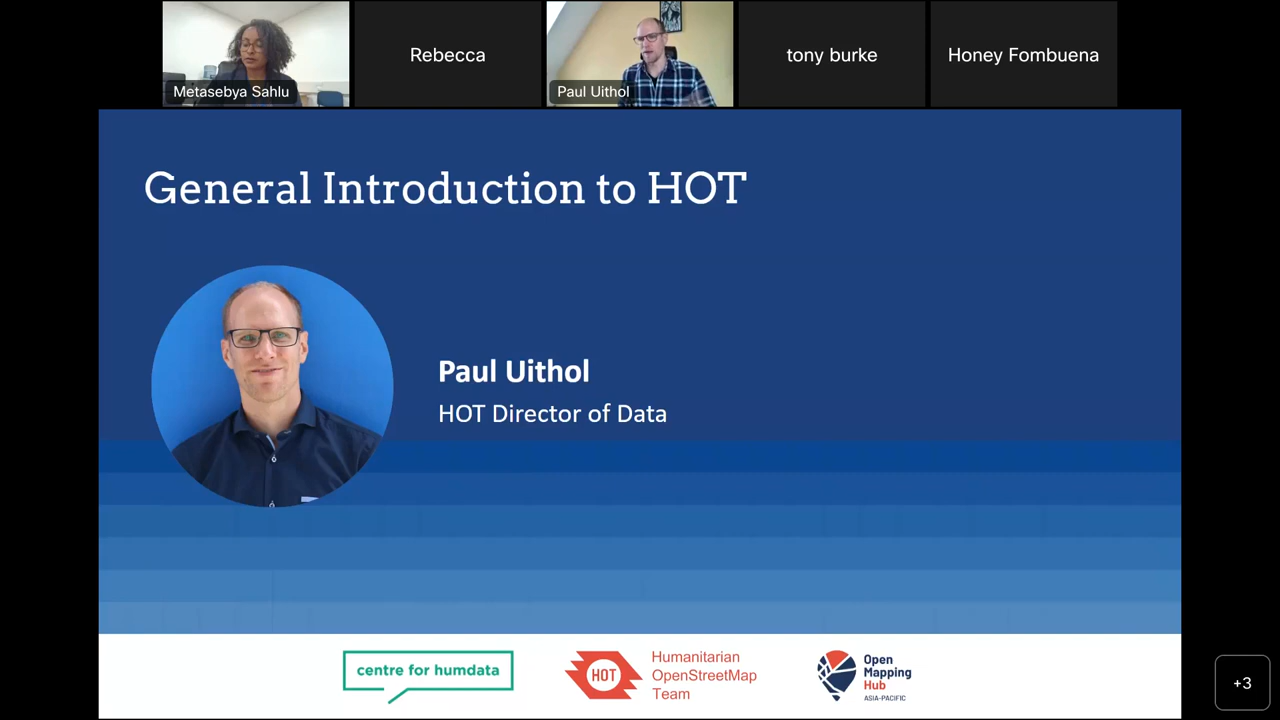 Metasebya Sahlu
Rebecca
Paul Uithol
tony burke
Honey Fombuena
General Introduction to HOT
Paul Uithol
HOT Director of Data
centre for humdata
HOT
Humanitarian
OpenStreetMap
Team
Open
Mapping
Hub
ASIA-PACIFIC
+3